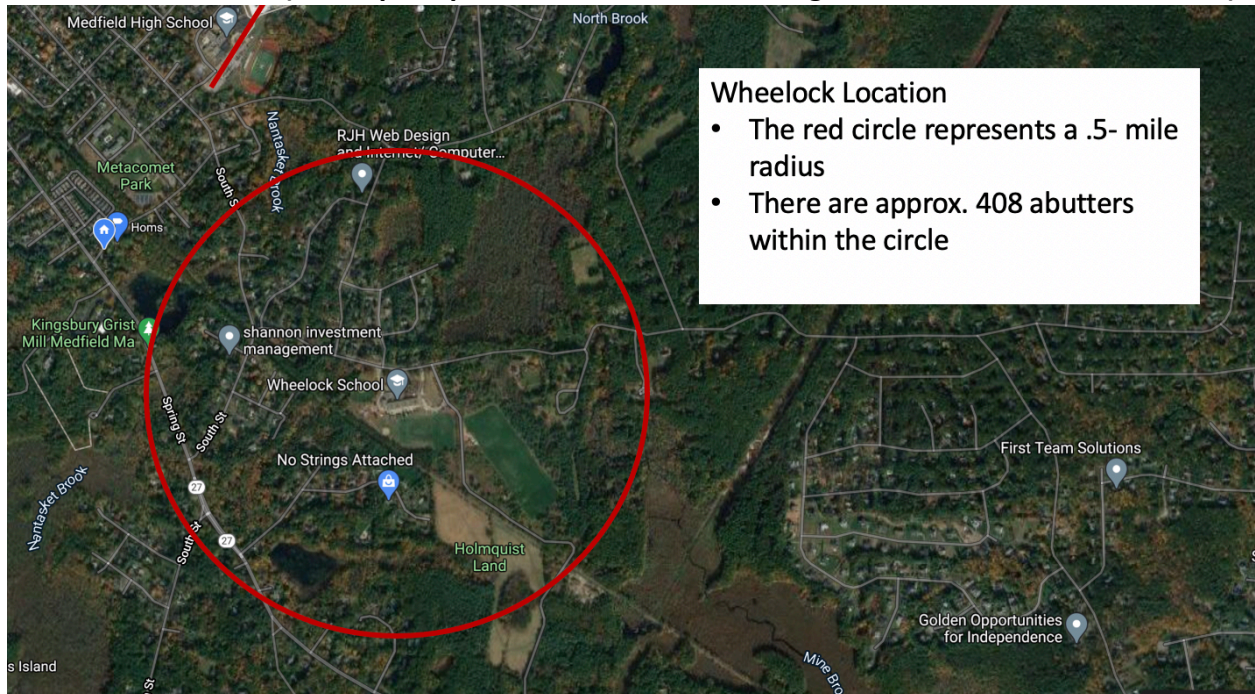 Medfield High School
North Brook
Wheelock Location
• The red circle represents a .5- mile
radius
• There are approx. 408 abutters
within the circle
Nantasket Brook
RJH Web Design
and Internet/ Computer...
Metacomet
Park
South S
Homs
Kingsbury Grist
Mill Medfield Ma
shannon investment
management
Wheelock School
Spring St
South St
No Strings Attached
First Team Solutions
27
Nantasket Brook
27
South St
Holmquist
Land
Golden Opportunities
for Independence
Mine Bro
s Island
St